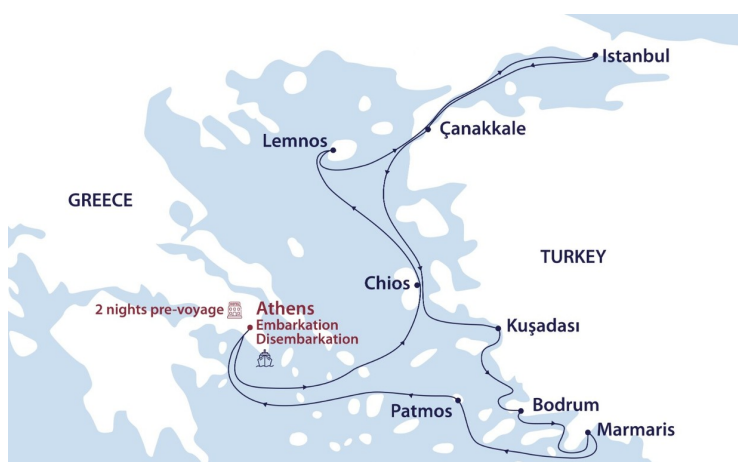 Istanbul
Çanakkale
Lemnos
GREECE
TURKEY
Chios
2 nights pre-voyage
Athens
Embarkation
Disembarkation
Kuşadası
Patmos
Bodrum
Marmaris